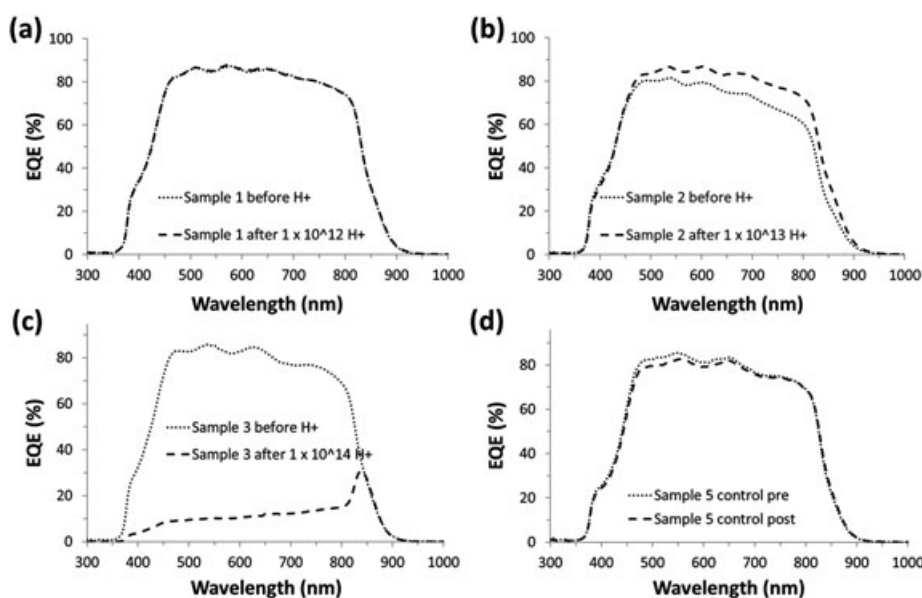 (a)
100
80
60
40
20
0
EQE (%)
Sample 1 before H+
Sample 1 after 1 x 10^12 H+
300 400 500 600 700 800 900 1000
Wavelength (nm)
(b)
100
80
60
40
20
0
EQE (%)
Sample 2 before H+
Sample 2 after 1 x 10^13 H+
300 400 500 600 700 800 900 1000
Wavelength (nm)
(c)
80
60
40
20
0
EQE (%)
Sample 3 before H+
Sample 3 after 1 x 10^14 H+
300 400 500 600 700 800 900 1000
Wavelength (nm)
(d)
80
60
40
20
0
EQE (%)
Sample 5 control pre
Sample 5 control post
300 400 500 600 700 800 900 1000
Wavelength (nm)